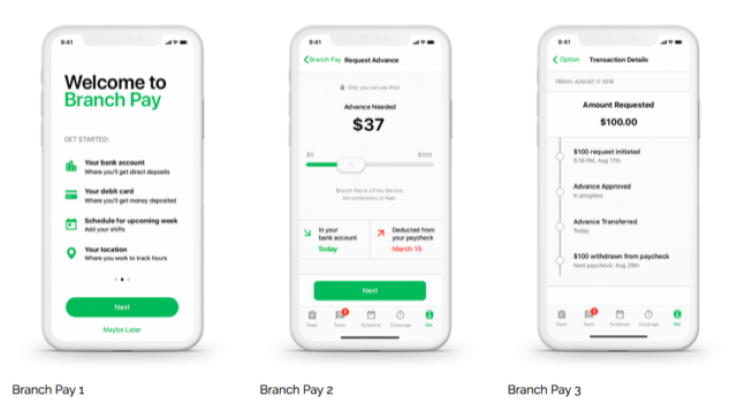 9:41
Welcome to
Branch Pay
GET STARTED:
Your bank account
Where you'll get direct deposits
Your debit card
Where you'll get money deposited
Schedule for upcoming week
Add your shifts
Your location
Where you work to track hours
Next
Maybe Later
Branch Pay 1
9:41
Branch Pay Request Advance
Only you can see this!
Advance Needed
$37
$5 $100
Branch Pay is a Free Service.
No commissions or fees.
In your
bank account
Today
Deducted from
your paycheck
March 15
Next
Feed Team Schedule Coverage Me
Branch Pay 2
9:41
Option Transaction Details
FRIDAY, AUGUST 17 2018
Amount Requested
$100.00
$100 request initiated
5:18 PM, Aug 17th
Advance Approved
In progress
Advance Transferred
Today
$100 withdrawn from paycheck
Next paycheck: Aug 29th
Feed Team Schedule Coverage Me
Branch Pay 3